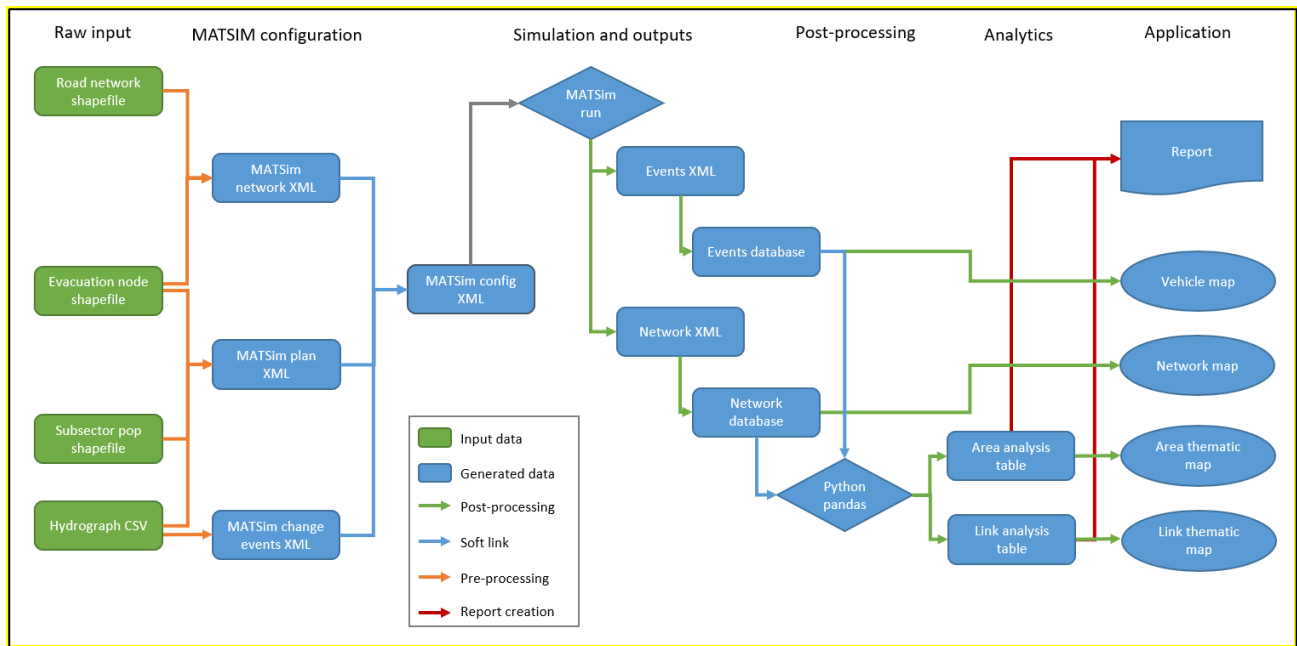 Raw input
MATSIM configuration
Simulation and outputs
Post-processing
Analytics
Application
Road network
shapefile
Evacuation node
shapefile
Subsector pop
shapefile
Hydrograph CSV
MATSim
network XML
MATSim plan
XML
MATSim change
events XML
MATSim config
XML
MATSim
run
Events XML
Events database
Network XML
Network
database
Python
pandas
Area analysis
table
Link analysis
table
Report
Vehicle map
Network map
Area thematic
map
Link thematic
map
Input data
Generated data
Post-processing
Soft link
Pre-processing
Report creation